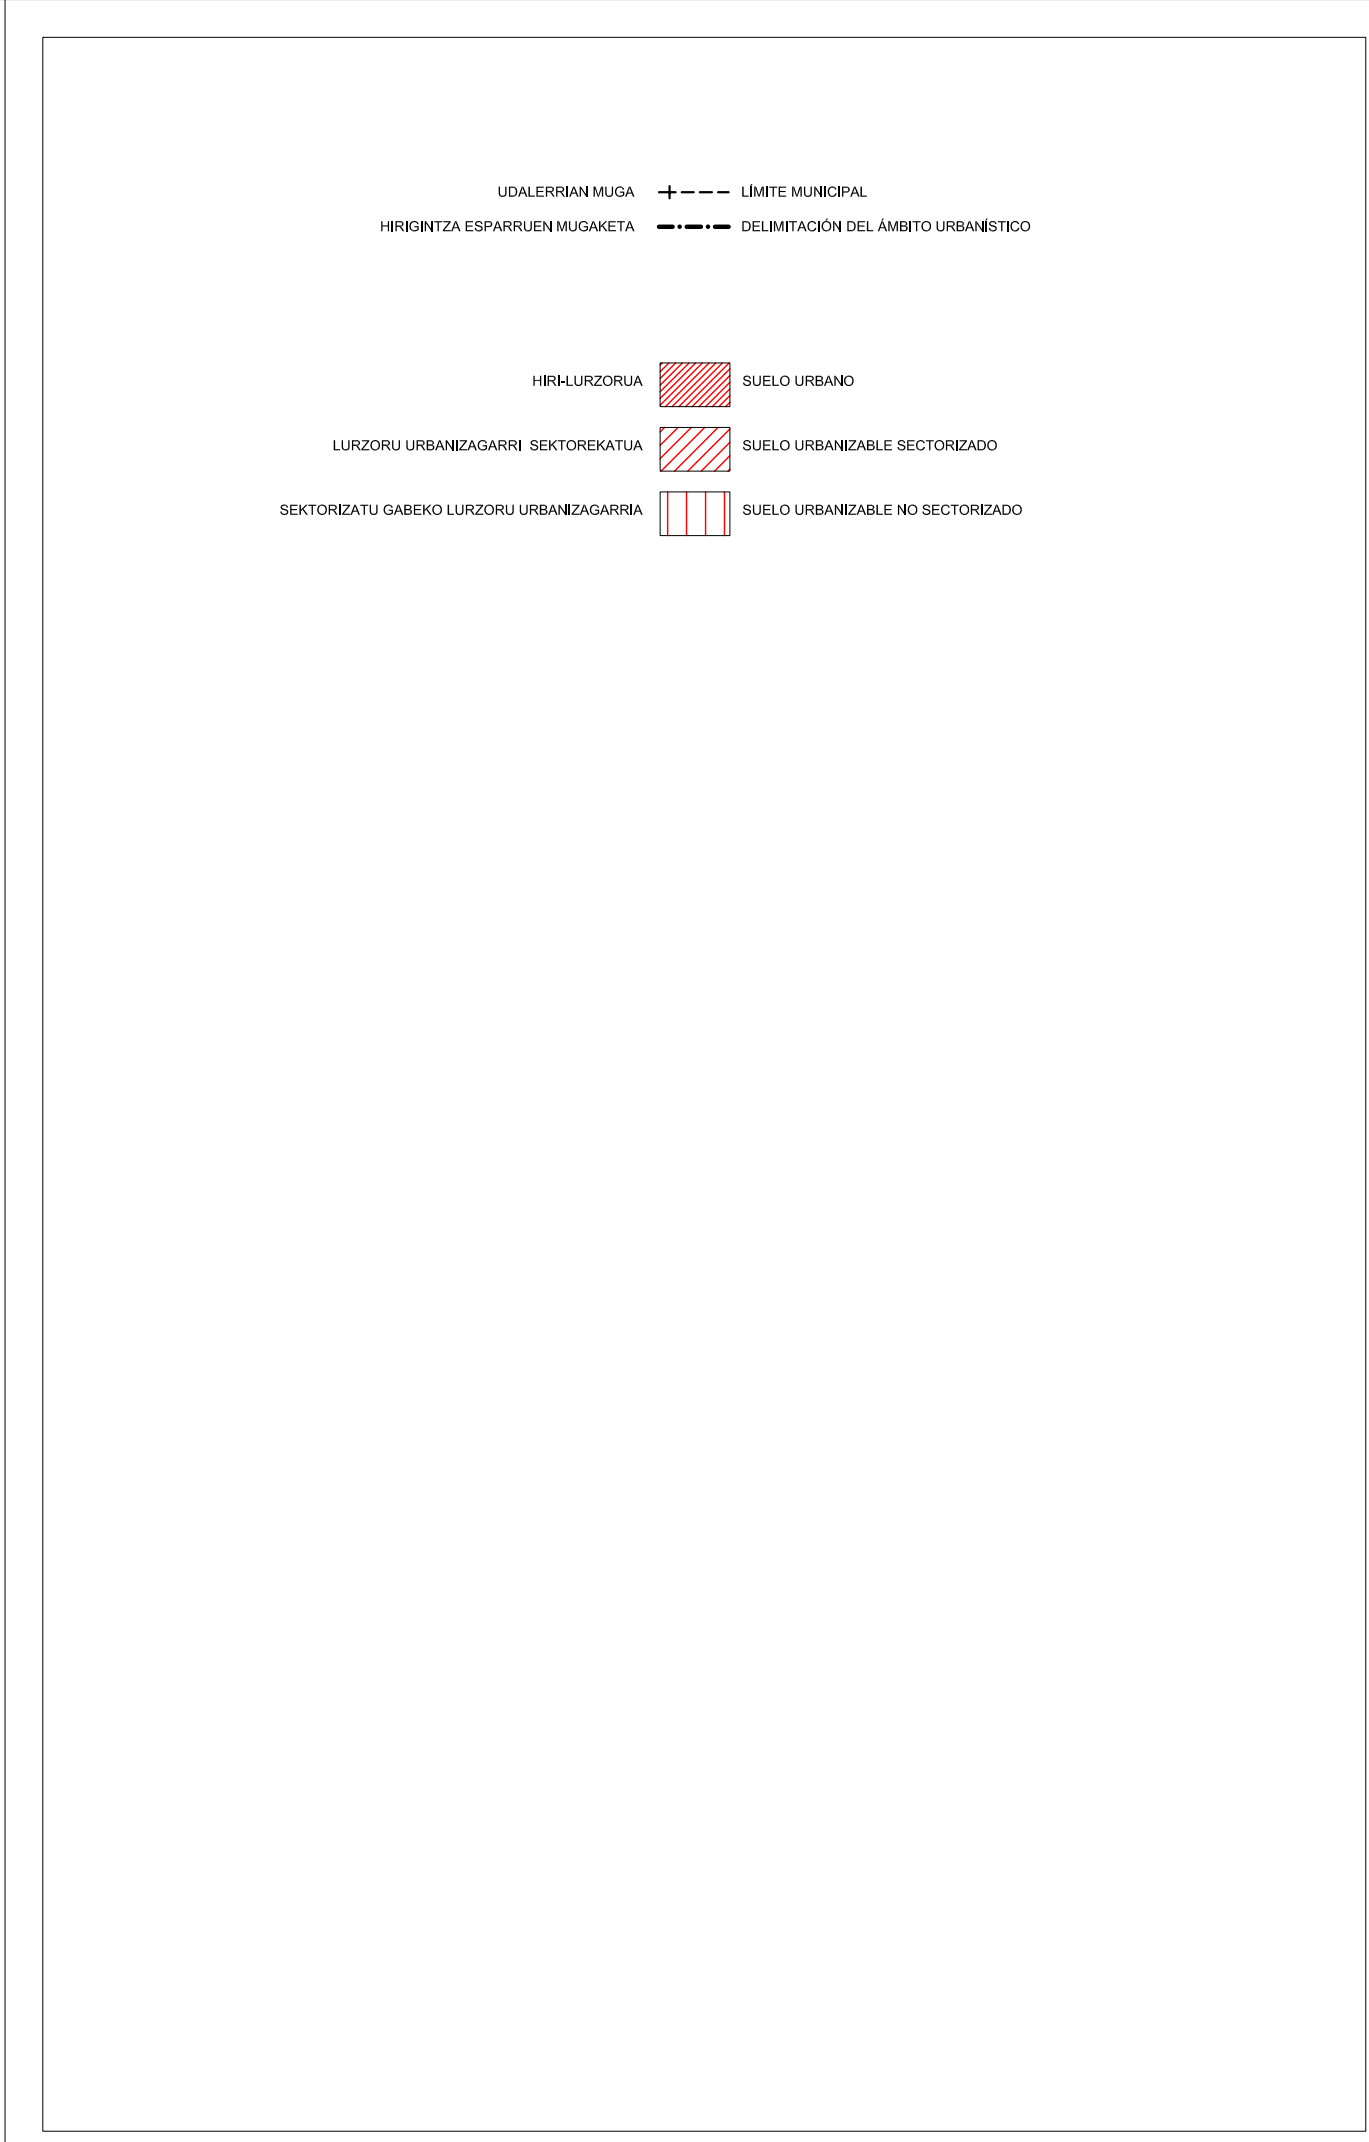 UDALERRIAN MUGA LÍMITE MUNICIPAL
HIRIGINTZA ESPARRUEN MUGAKETA DELIMITACIÓN DEL ÁMBITO URBANÍSTICO
HIRI-LURZORUA SUELO URBANO
LURZORU URBANIZAGARRI SEKTOREKATUA SUELO URBANIZABLE SECTORIZADO
SEKTORIZATU GABEKO LURZORU URBANIZAGARRIA SUELO URBANIZABLE NO SECTORIZADO